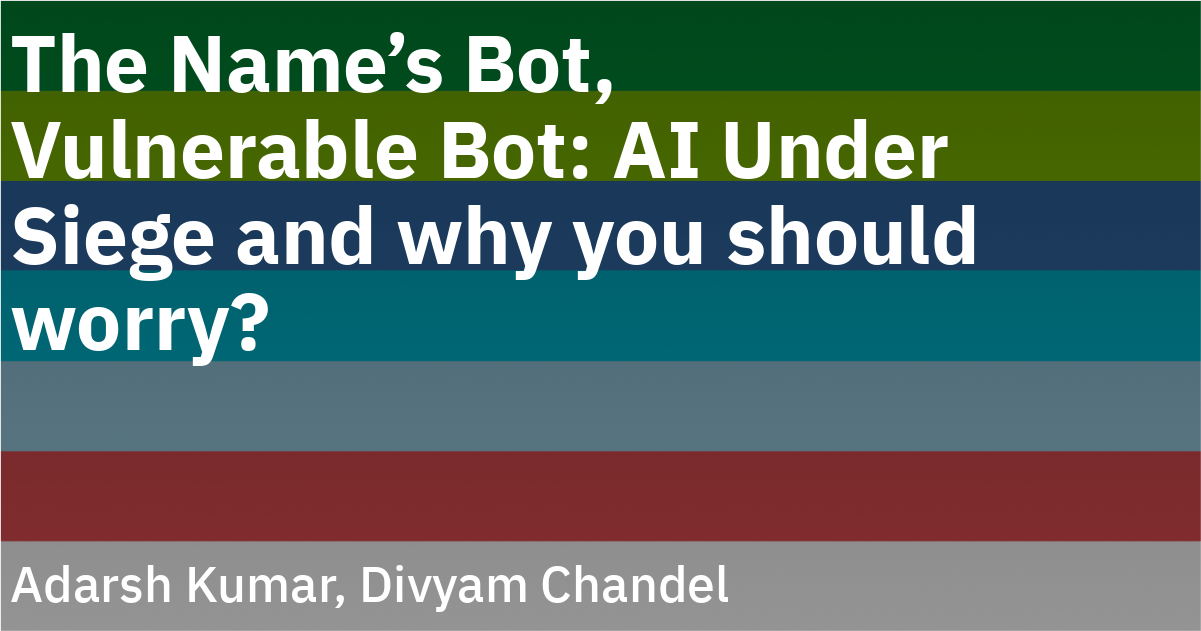 The Name’s Bot,
Vulnerable Bot: AI Under
Siege and why you should
worry?
Adarsh Kumar, Divyam Chandel